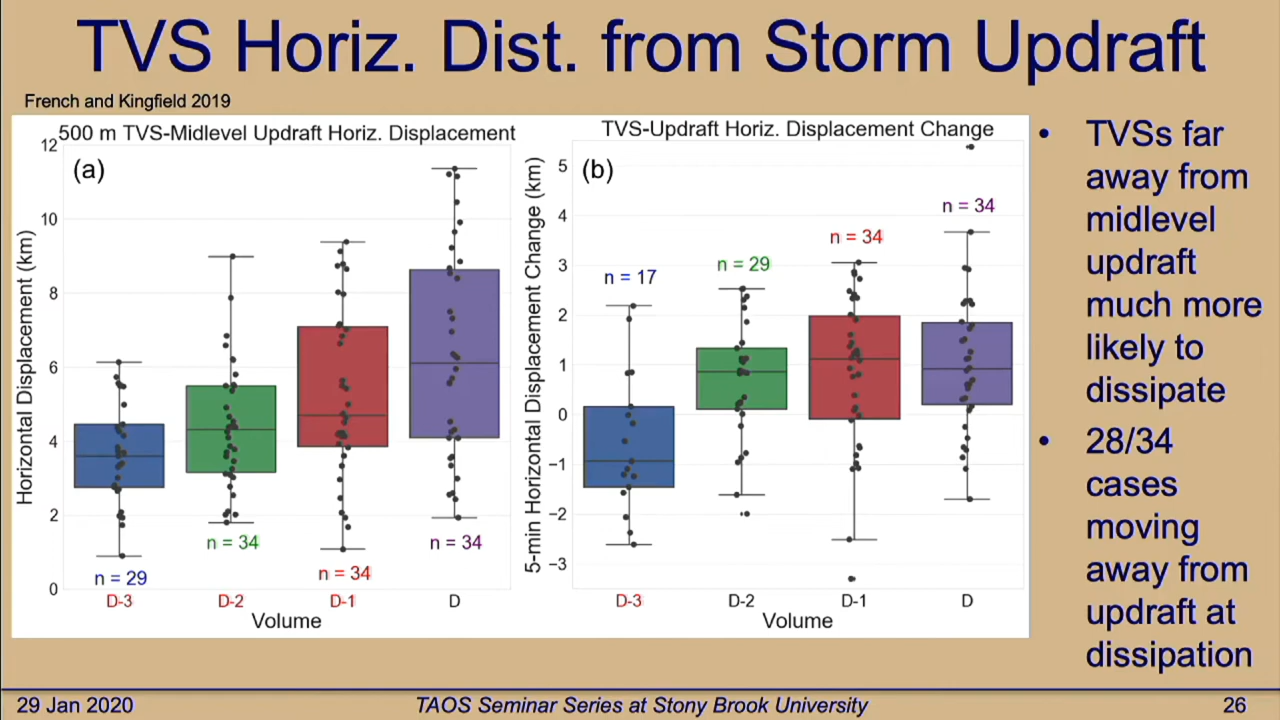 TVS Horiz. Dist. from Storm Updraft
French and Kingfield 2019
500 m TVS-Midlevel Updraft Horiz. Displacement
(a)
Horizontal Displacement (km)
12
10
8
6
4
2
0
n = 29
n = 34
n = 34
n = 34
D-3 D-2 D-1 D
Volume
TVS-Updraft Horiz. Displacement Change
(b)
5-min Horizontal Displacement Change (km)
5
4
3
2
1
0
−1
−2
−3
n = 17
n = 29
n = 34
n = 34
D-3 D-2 D-1 D
Volume
• TVSs far
away from
midlevel
updraft
much more
likely to
dissipate
• 28/34
cases
moving
away from
updraft at
dissipation
29 Jan 2020
TAOS Seminar Series at Stony Brook University
26